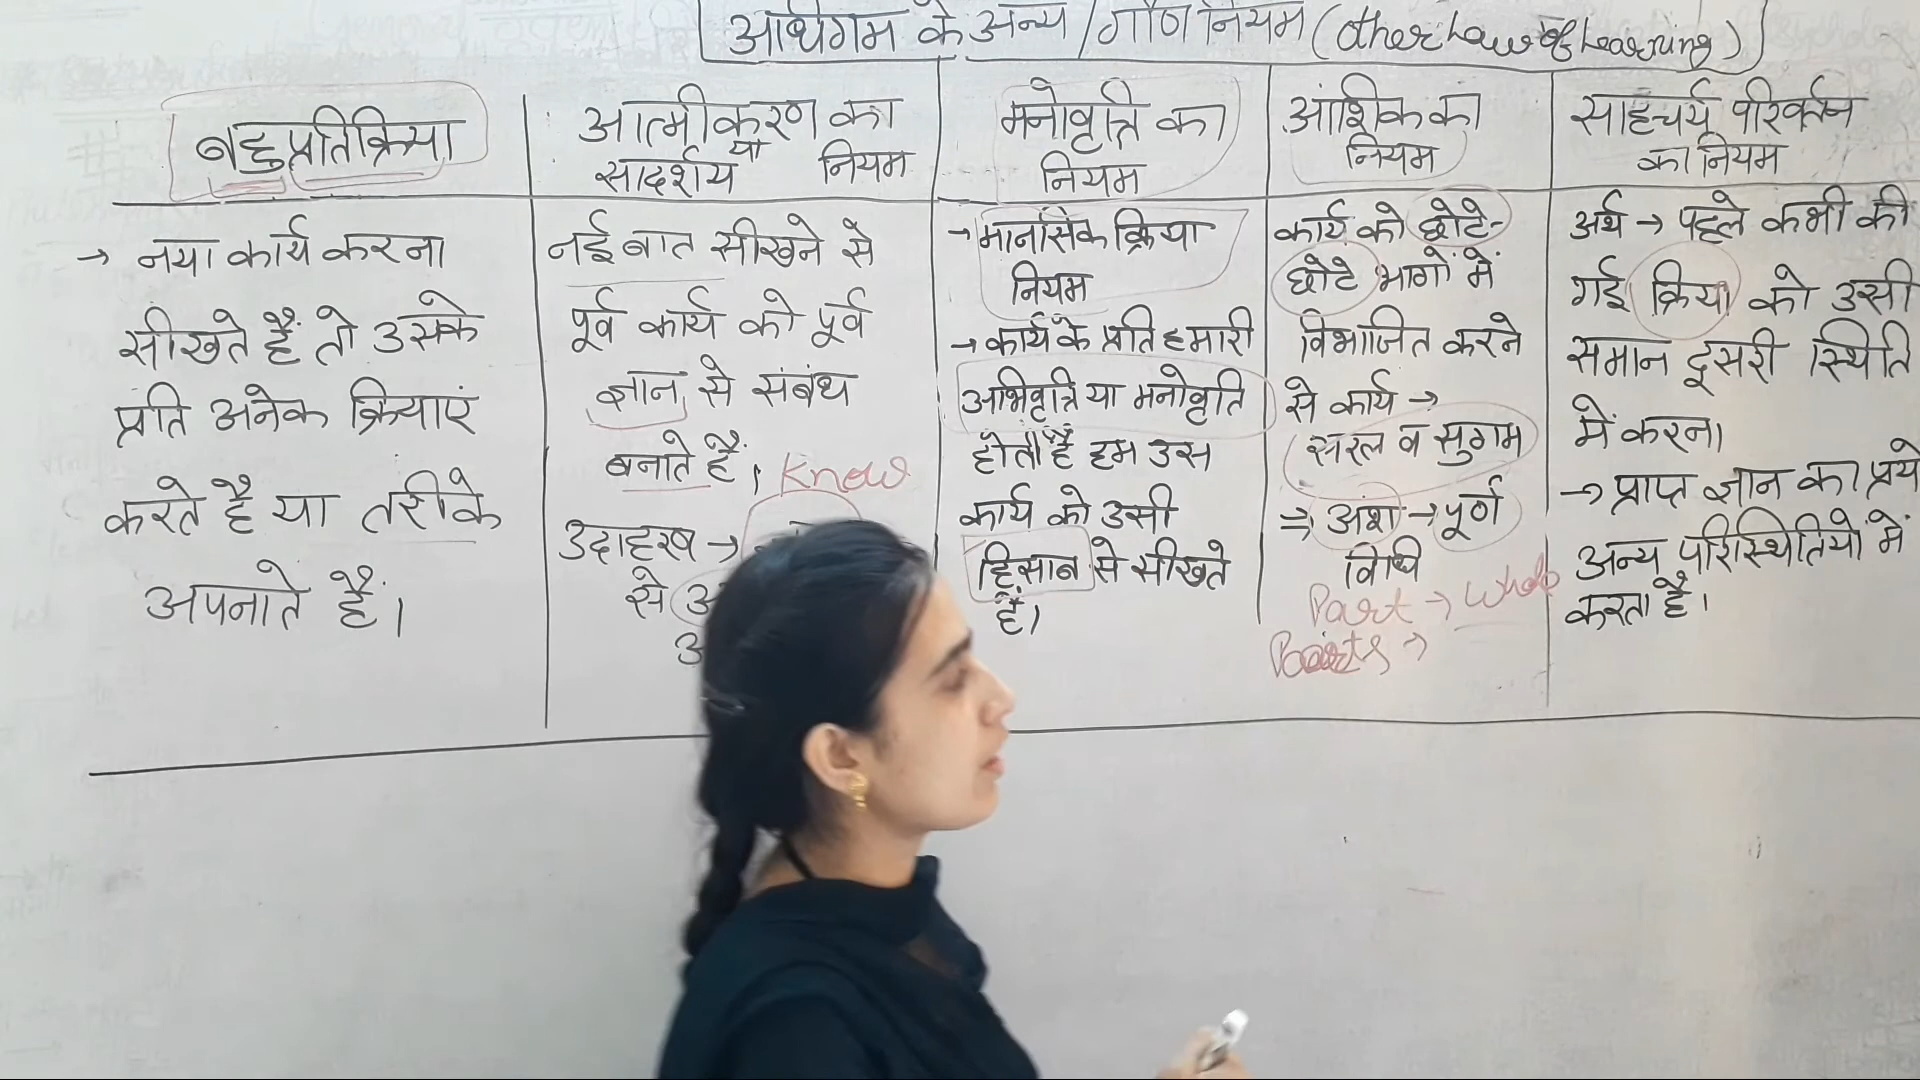 अधिगम के अन्य/गौण नियम (Other Law of Learning)
बहुप्रतिक्रिया
→ नया कार्य करना
सीखते हैं तो उसके
प्रति अनेक क्रियाएं
करते है या तरीके
अपनाते हैं।
आत्मीकरण का
या
सादर्शय नियम
नई बात सीखने से
पूर्व कार्य को पूर्व
ज्ञान से संबंध
बनाते हैं।
Know
उदाहरण →
से
मनोवृत्ति का
नियम
→ मानसिक क्रिया
नियम
→ कार्य के प्रति हमारी
अभिवृत्ति या मनोवृति
होती है हम उस
कार्य को उसी
हिसाब से सीखते
हैं।
आंशिक का
नियम
कार्य को छोटे-
छोटे भागों में
विभाजित करने
से कार्य →
सरल व सुगम
⇒ अंश → पूर्ण
विधि
Part → Whole
Parts →
साहचर्य परिवर्तन
का नियम
अर्थ → पहले कभी की
गई क्रिया को उसी
समान दूसरी स्थिति
में करना।
→ प्राप्त ज्ञान का प्रयो
अन्य परिस्थितियों में
करता है।